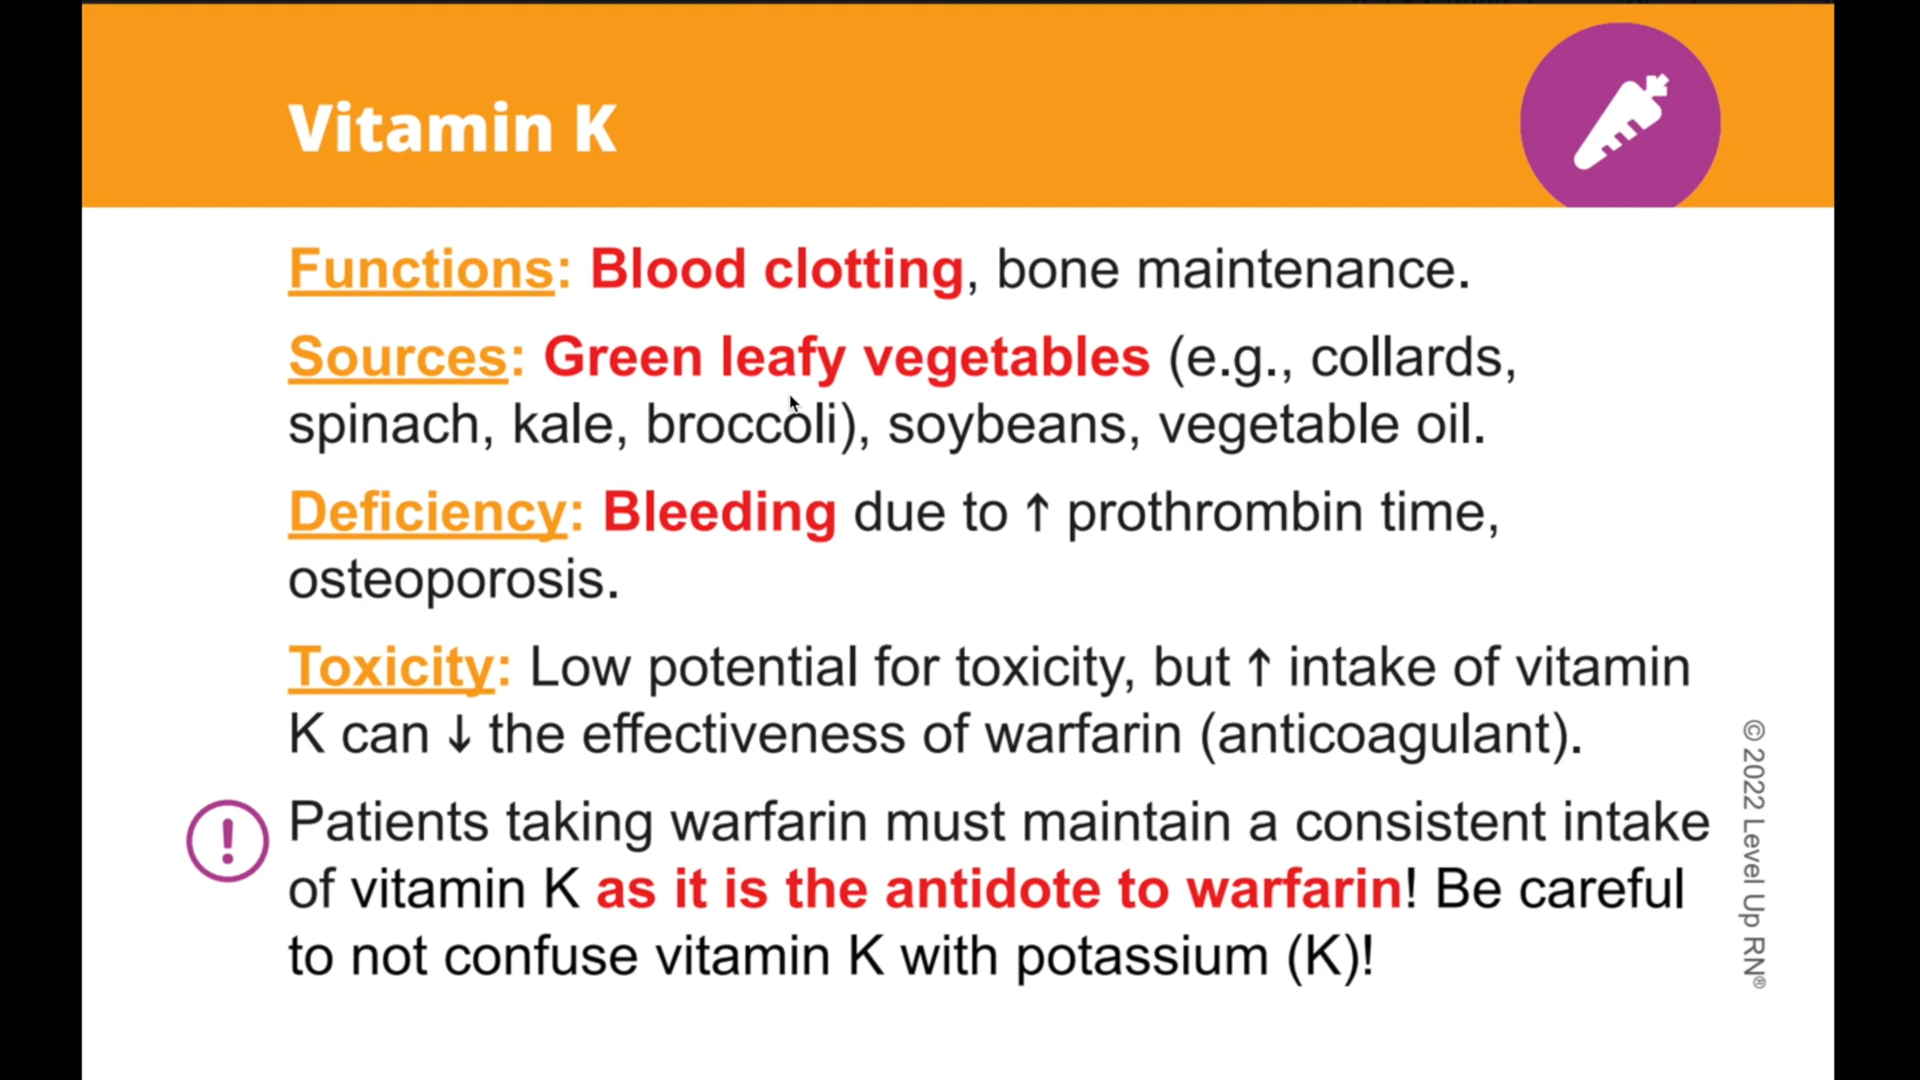 Vitamin K
Functions: Blood clotting, bone maintenance.
Sources: Green leafy vegetables (e.g., collards,
spinach, kale, broccoli), soybeans, vegetable oil.
Deficiency: Bleeding due to ↑ prothrombin time,
osteoporosis.
Toxicity: Low potential for toxicity, but ↑ intake of vitamin
K can ↓ the effectiveness of warfarin (anticoagulant).
Patients taking warfarin must maintain a consistent intake
of vitamin K as it is the antidote to warfarin! Be careful
to not confuse vitamin K with potassium (K)!
© 2022 Level Up RN®